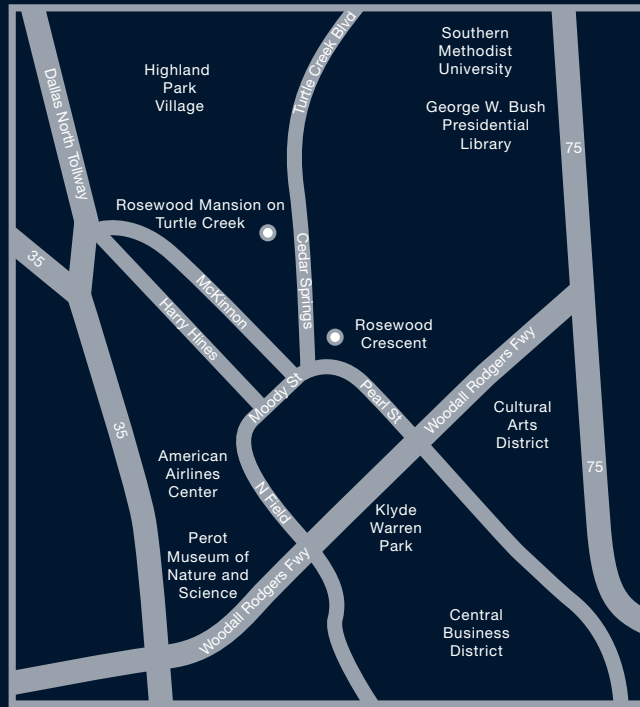 Turtle Creek Blvd
Southern
Methodist
University
Highland
Park
Village
Dallas North Tollway
George W. Bush
Presidential
Library
75
Rosewood Mansion on
Turtle Creek
35
Cedar Springs
McKinnon
Harry Hines
Rosewood
Crescent
Woodall Rodgers Fwy
Moody St
Pearl St
Cultural
Arts
District
35
American
Airlines
Center
75
N Field
Klyde
Warren
Park
Perot
Museum of
Nature and
Science
Woodall Rodgers Fwy
Central
Business
District